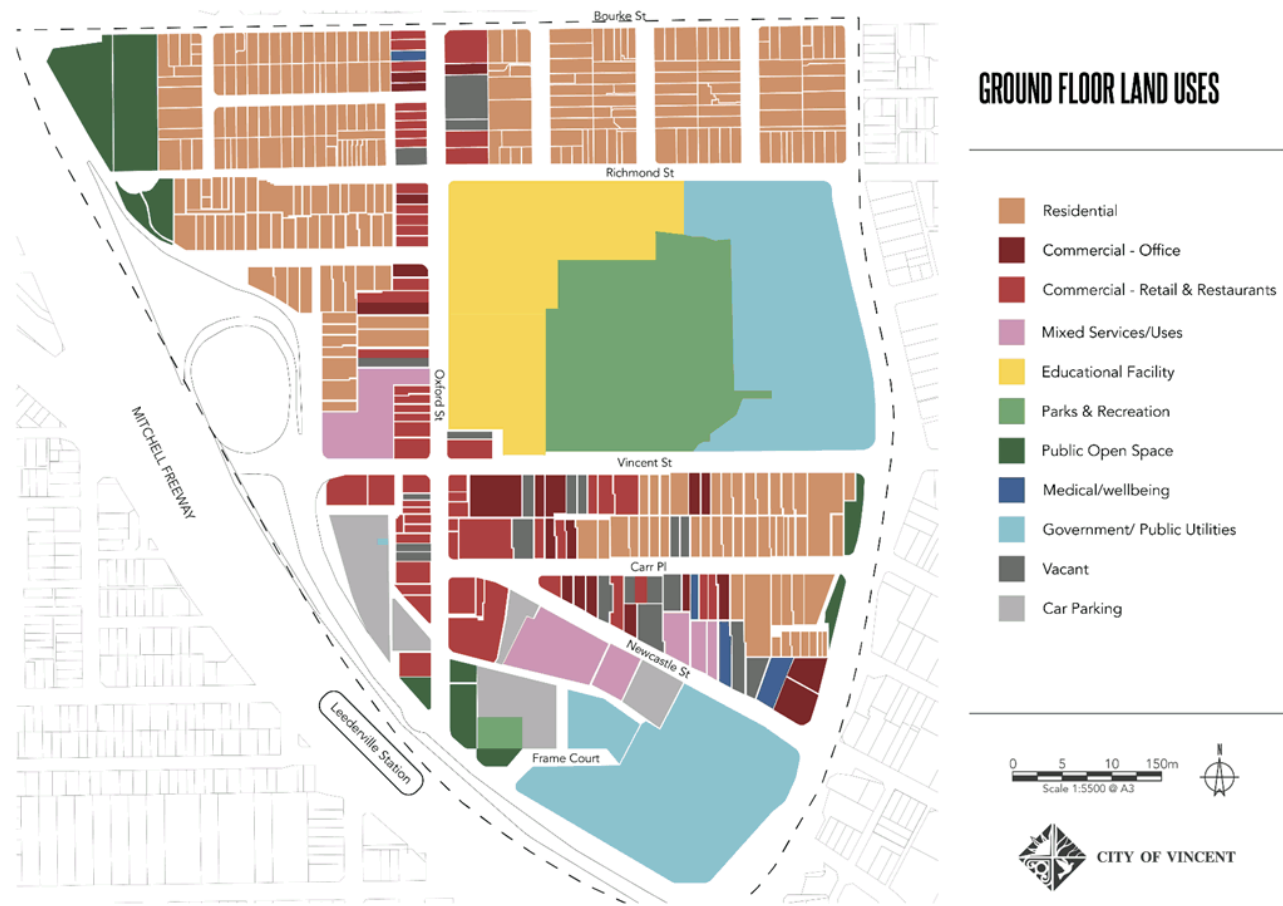 GROUND FLOOR LAND USES
Bourke St
Richmond St
Oxford St
MITCHELL FREEWAY
Vincent St
Carr Pl
Newcastle St
Leederville Station
Frame Court
Residential
Commercial - Office
Commercial - Retail & Restaurants
Mixed Services/Uses
Educational Facility
Parks & Recreation
Public Open Space
Medical/wellbeing
Government/ Public Utilities
Vacant
Car Parking
0 5 10 150m
Scale 1:5500 @ A3
N
CITY OF VINCENT